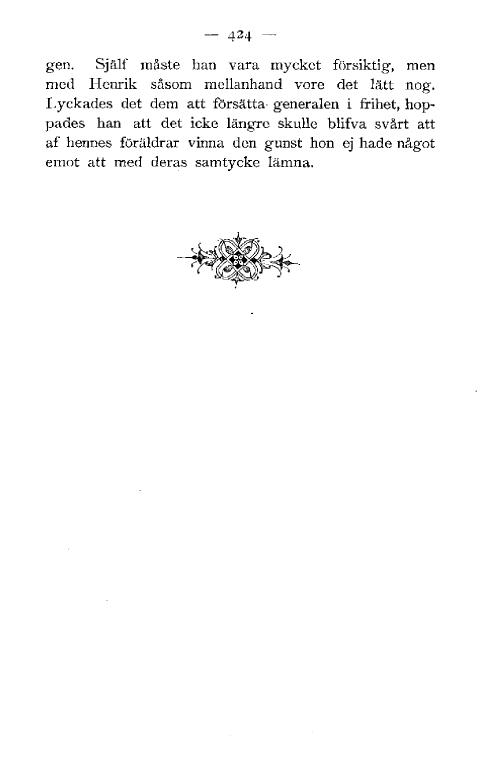 — 424 —
gen. Själf måste han vara mycket försiktig, men
med Henrik såsom mellanhand vore det lätt nog.
Lyckades det dem att försätta generalen i frihet, hop-
pades han att det icke längre skulle blifva svårt att
af hennes föräldrar vinna den gunst hon ej hade något
emot att med deras samtycke lämna.